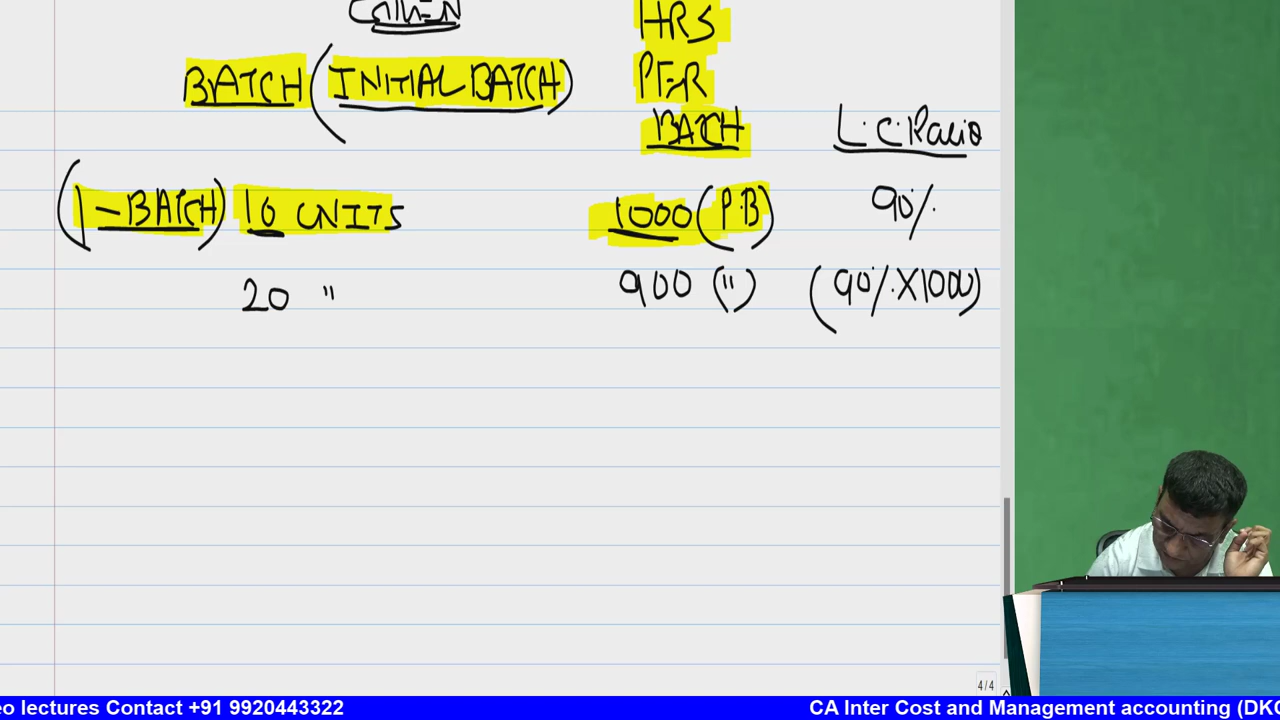 HRS
BATCH (INITIAL BATCH) PER
BATCH L.C.Ratio
(1-BATCH) 10 UNITS 1000 (P.B) 90%
20 " 900 (") (90% X 1000)
4/4
eo lectures Contact +91 9920443322 CA Inter Cost and Management accounting (DKC